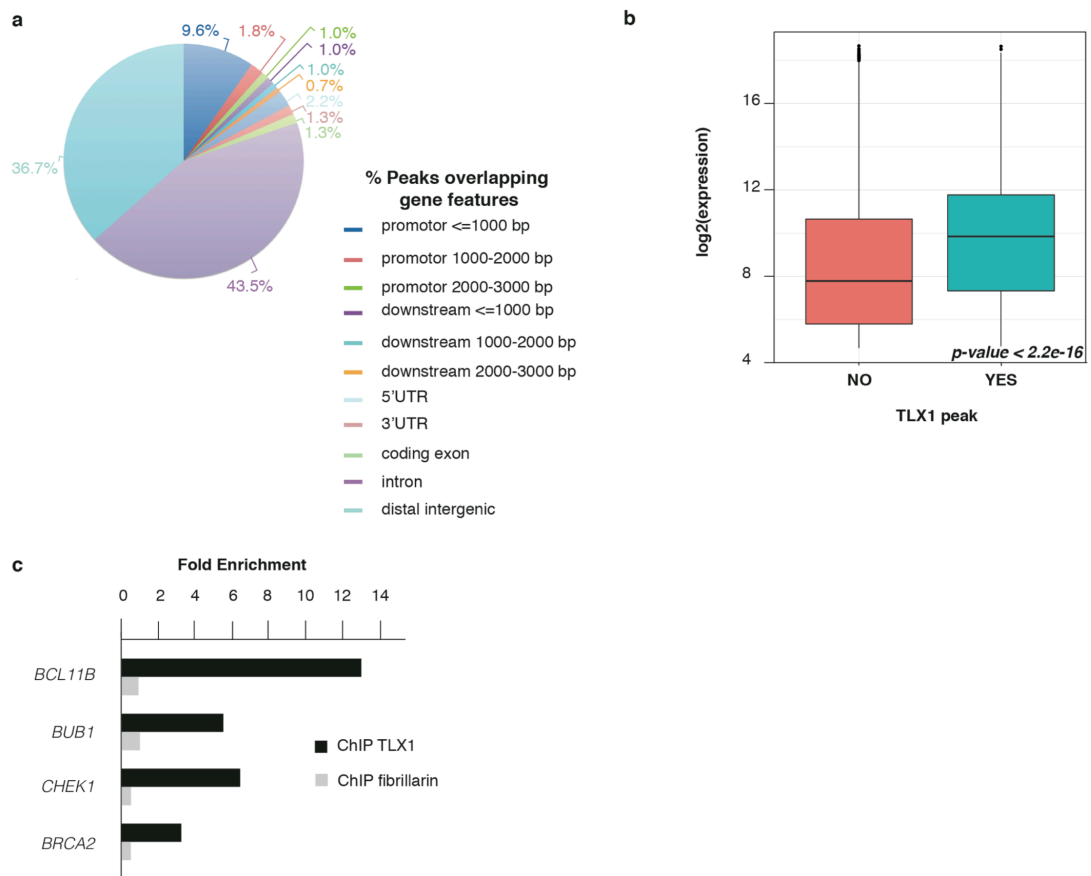 a
9.6%
1.8%
1.0%
1.0%
1.0%
0.7%
2.2%
1.3%
1.3%
36.7%
43.5%
% Peaks overlapping
gene features
promotor <=1000 bp
promotor 1000-2000 bp
promotor 2000-3000 bp
downstream <=1000 bp
downstream 1000-2000 bp
downstream 2000-3000 bp
5'UTR
3'UTR
coding exon
intron
distal intergenic
b
log2(expression)
16
12
8
4
p-value < 2.2e-16
NO YES
TLX1 peak
c
Fold Enrichment
0 2 4 6 8 10 12 14
BCL11B
BUB1
CHEK1
BRCA2
ChIP TLX1
ChIP fibrillarin